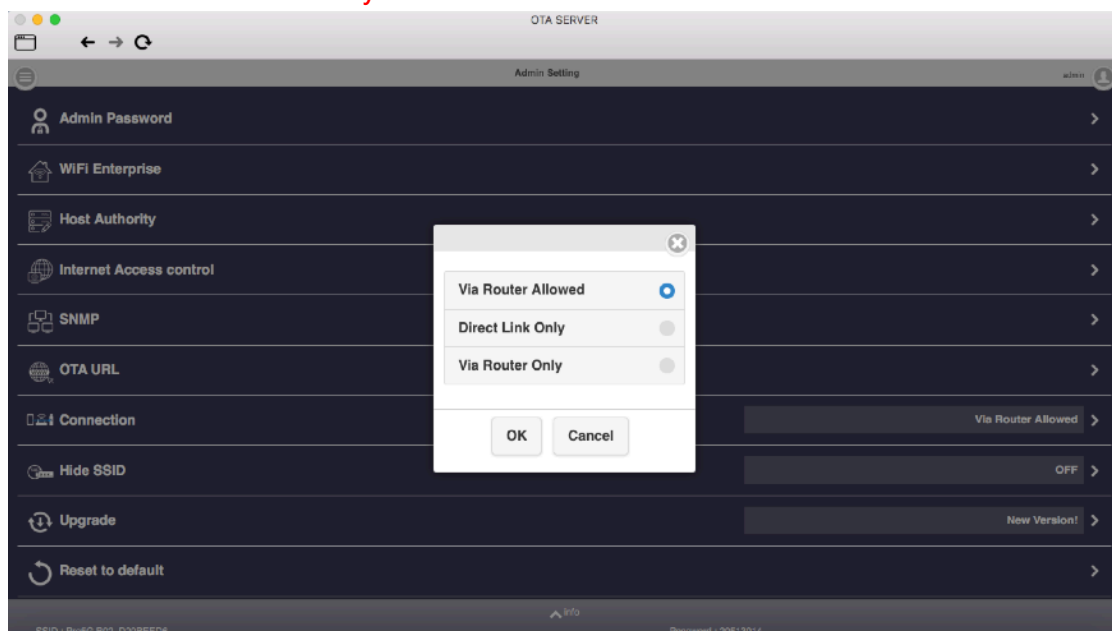 OTA SERVER
Admin Setting
admin
Admin Password
WiFi Enterprise
Host Authority
Internet Access control
SNMP
OTA URL
Connection
Via Router Allowed
Hide SSID
OFF
Upgrade
New Version!
Reset to default
Via Router Allowed
Direct Link Only
Via Router Only
OK
Cancel
Info